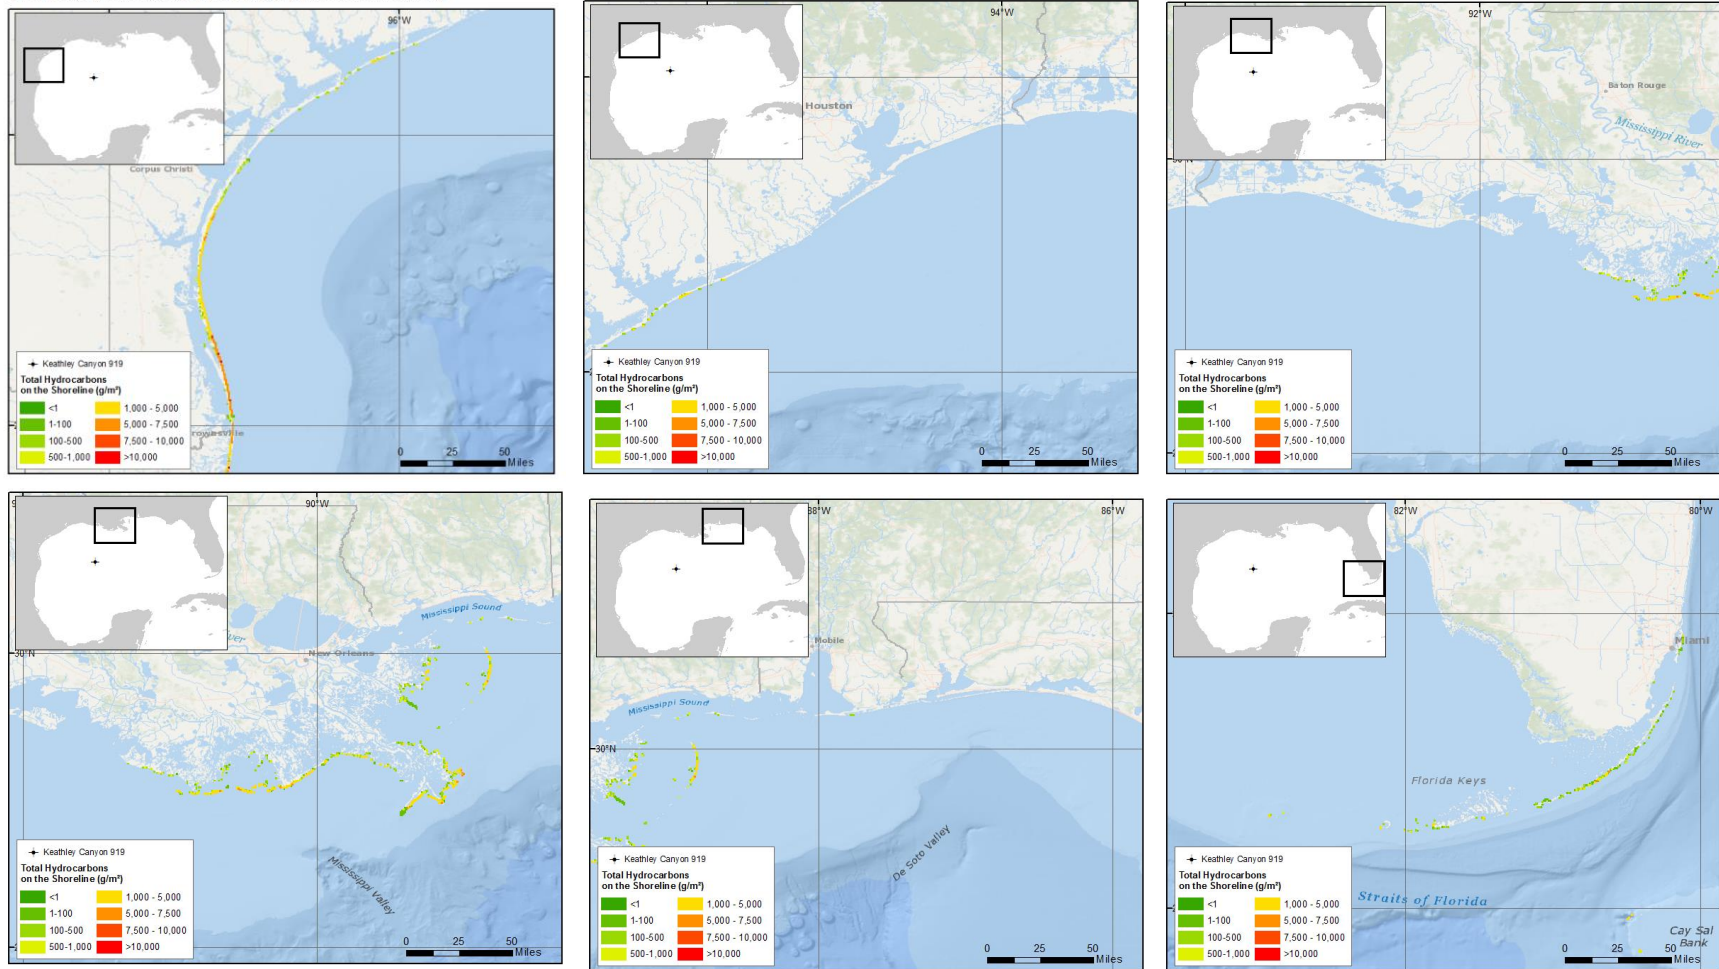 96°W
Corpus Christi
rownsville
Keathley Canyon 919
Total Hydrocarbons
on the Shoreline (g/m²)
<1
1,000 - 5,000
1-100
5,000 - 7,500
100-500
7,500 - 10,000
500-1,000
>10,000
0 25 50
Miles
94°W
Houston
Keathley Canyon 919
Total Hydrocarbons
on the Shoreline (g/m²)
<1
1,000 - 5,000
1-100
5,000 - 7,500
100-500
7,500 - 10,000
500-1,000
>10,000
0 25 50
Miles
92°W
Baton Rouge
Mississippi River
Keathley Canyon 919
Total Hydrocarbons
on the Shoreline (g/m²)
<1
1,000 - 5,000
1-100
5,000 - 7,500
100-500
7,500 - 10,000
500-1,000
>10,000
0 25 50
Miles
90°W
Mississippi Sound
ver
New Orleans
30°N
Mississippi Valley
Keathley Canyon 919
Total Hydrocarbons
on the Shoreline (g/m²)
<1
1,000 - 5,000
1-100
5,000 - 7,500
100-500
7,500 - 10,000
500-1,000
>10,000
0 25 50
Miles
88°W
86°W
Mobile
Mississippi Sound
30°N
De Soto Valley
Keathley Canyon 919
Total Hydrocarbons
on the Shoreline (g/m²)
<1
1,000 - 5,000
1-100
5,000 - 7,500
100-500
7,500 - 10,000
500-1,000
>10,000
0 25 50
Miles
82°W
80°W
Miami
Florida Keys
Straits of Florida
Cay Sal
Bank
Keathley Canyon 919
Total Hydrocarbons
on the Shoreline (g/m²)
<1
1,000 - 5,000
1-100
5,000 - 7,500
100-500
7,500 - 10,000
500-1,000
>10,000
0 25 50
Miles